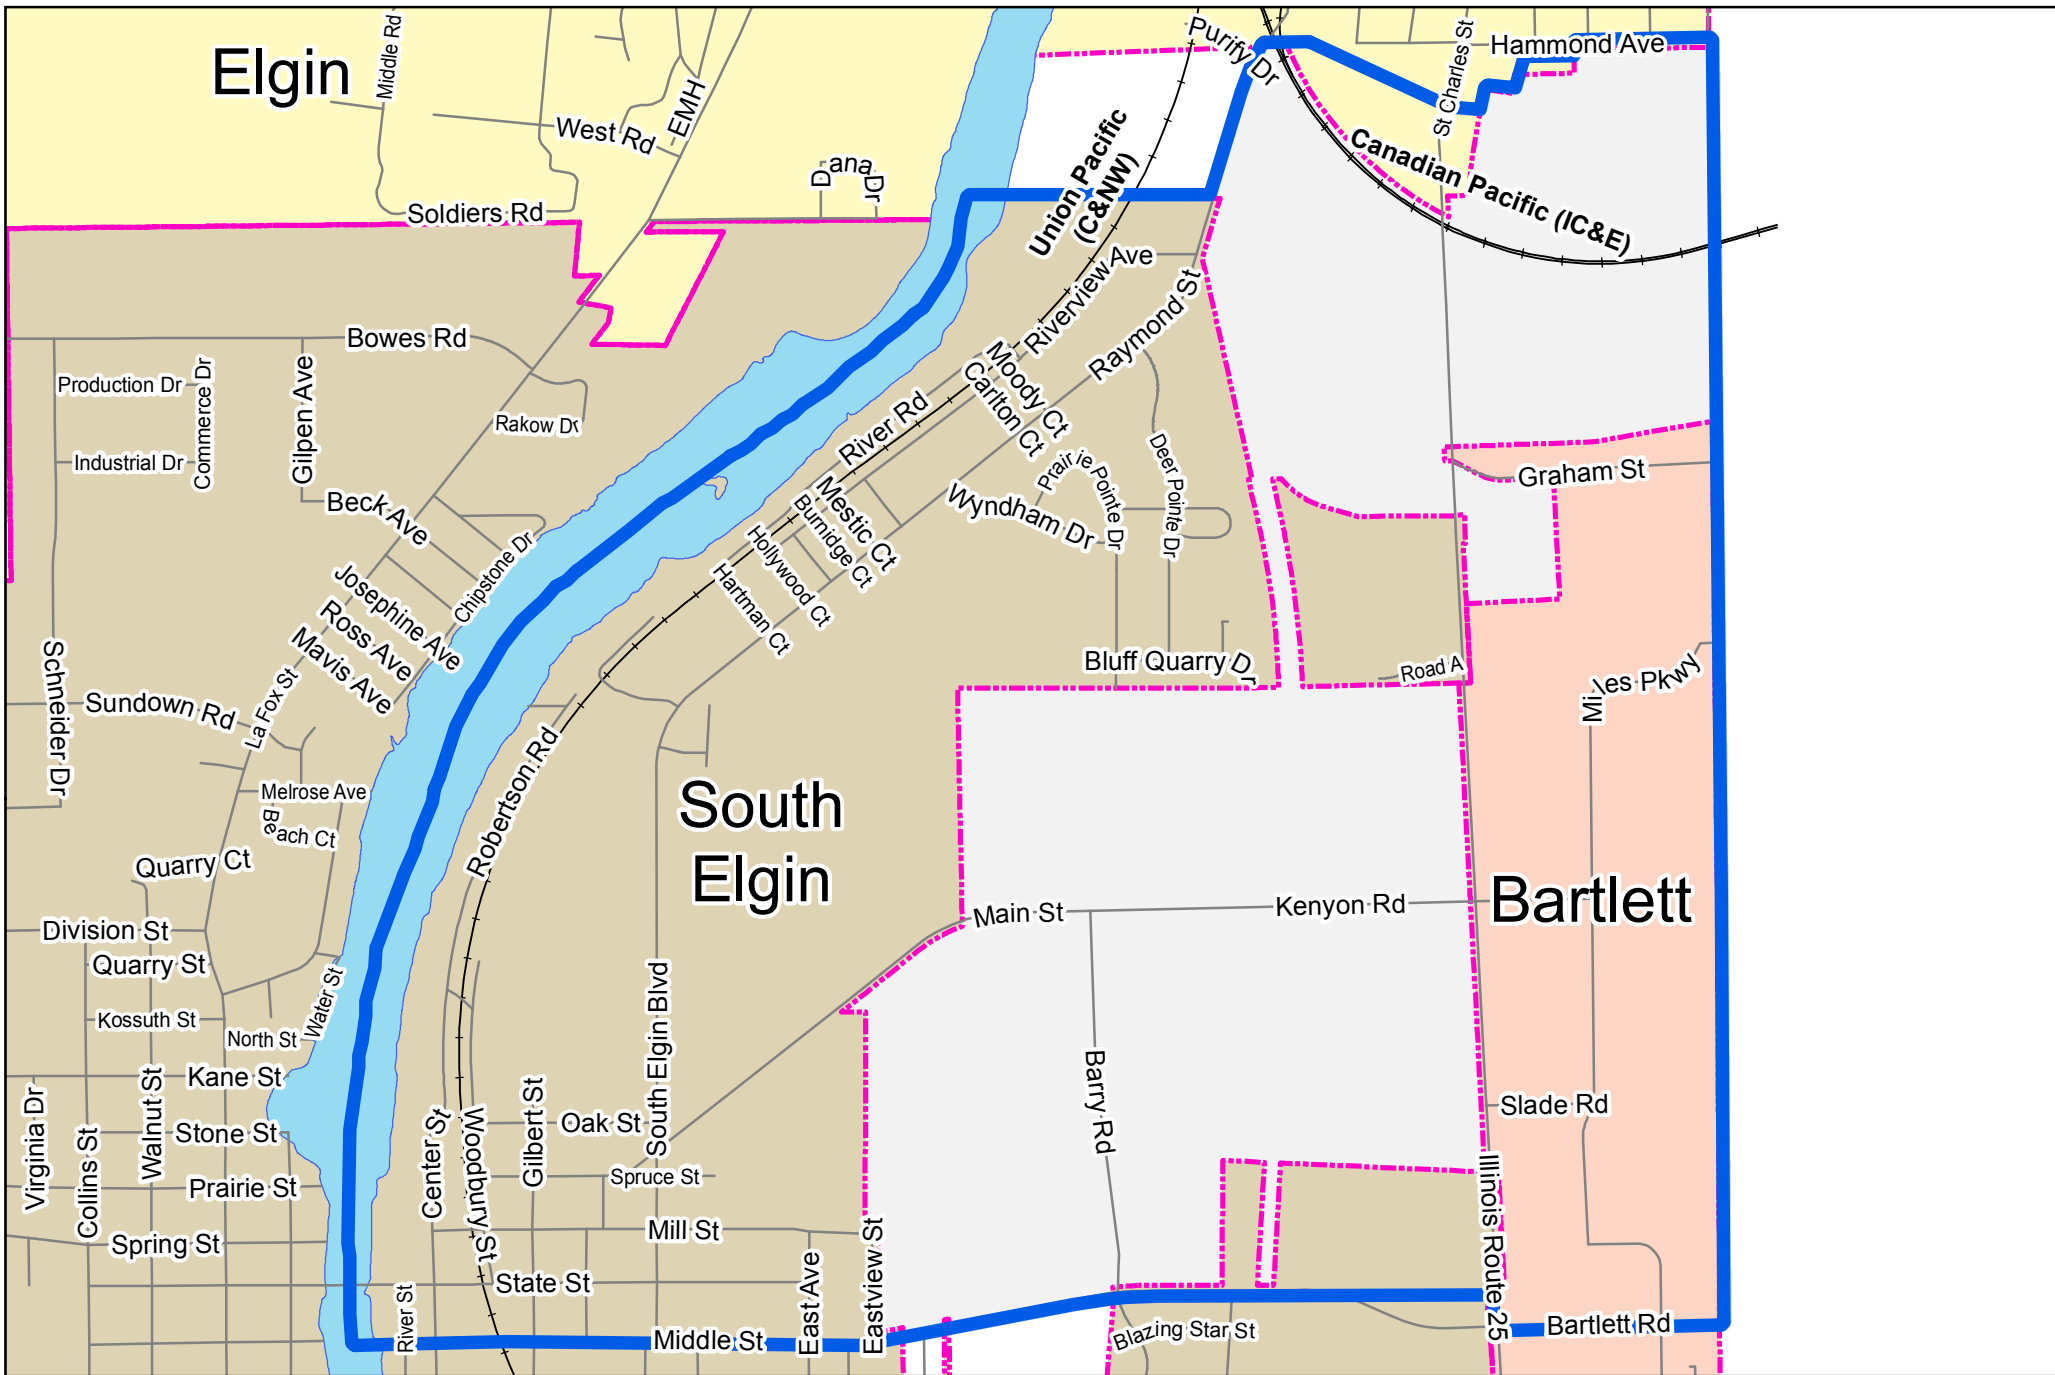 Elgin
Middle Rd
West Rd
EMH
Dana Dr
Soldiers Rd
Purify Dr
St Charles St
Hammond Ave
Union Pacific
(C&NW)
Canadian Pacific (IC&E)
Riverview Ave
Raymond St
Bowes Rd
Production Dr
Commerce Dr
Gilpen Ave
Industrial Dr
Rakow Dr
Beck Ave
Chipstone Dr
Josephine Ave
Ross Ave
Mavis Ave
River Rd
Moody Ct
Carlton Ct
Prairie Pointe Dr
Deer Pointe Dr
Wyndham Dr
Mestic Ct
Burnidge Ct
Hollywood Ct
Hartman Ct
Graham St
Bluff Quarry Dr
Road A
Miles Pkwy
Schneider Dr
Sundown Rd
La Fox St
Melrose Ave
Beach Ct
Quarry Ct
Robertson Rd
South
Elgin
Bartlett
Main St
Kenyon Rd
Division St
Quarry St
Water St
Kossuth St
North St
South Elgin Blvd
Barry Rd
Kane St
Virginia Dr
Collins St
Walnut St
Stone St
Prairie St
Spring St
Center St
Woodbury St
Gilbert St
Oak St
Spruce St
Mill St
State St
East Ave
Eastview St
Slade Rd
Illinois Route 25
River St
Middle St
Blazing Star St
Bartlett Rd